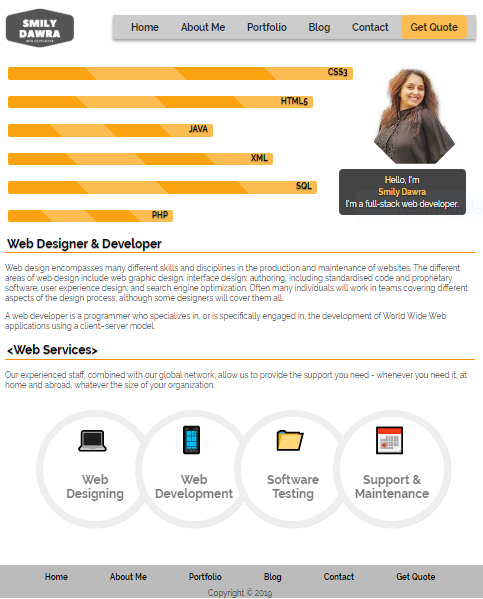 SMILY
DAWRA
WEB DEVELOPER
Home About Me Portfolio Blog Contact Get Quote
CSS3
HTML5
JAVA
XML
SQL
PHP
Hello, I'm
Smily Dawra
I'm a full-stack web developer.
Web Designer & Developer
Web design encompasses many different skills and disciplines in the production and maintenance of websites. The different
areas of web design include web graphic design; interface design; authoring, including standardised code and proprietary
software; user experience design; and search engine optimization. Often many individuals will work in teams covering different
aspects of the design process, although some designers will cover them all.
A web developer is a programmer who specializes in, or is specifically engaged in, the development of World Wide Web
applications using a client–server model.
<Web Services>
Our experienced staff, combined with our global network, allow us to provide the support you need - whenever you need it, at
home and abroad, whatever the size of your organization.
Web
Designing
Web
Development
Software
Testing
Support &
Maintenance
Home About Me Portfolio Blog Contact Get Quote
Copyright © 2019